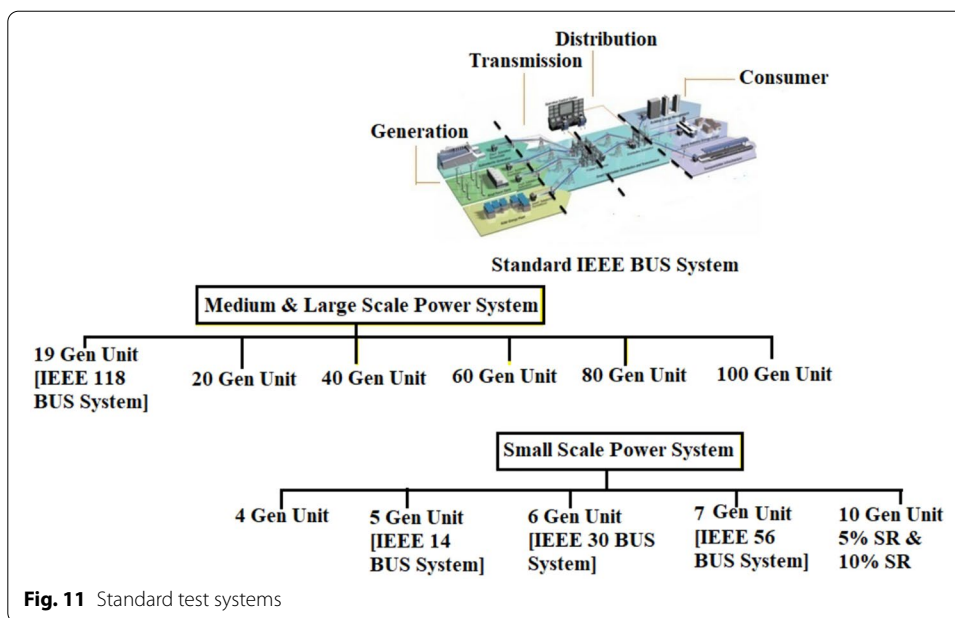 Distribution
Transmission
Consumer
Generation
Standard IEEE BUS System
Medium & Large Scale Power System
19 Gen Unit
[IEEE 118
BUS System]
20 Gen Unit
40 Gen Unit
60 Gen Unit
80 Gen Unit
100 Gen Unit
Small Scale Power System
4 Gen Unit
5 Gen Unit
[IEEE 14
BUS System]
6 Gen Unit
[IEEE 30 BUS
System]
7 Gen Unit
[IEEE 56
BUS System]
10 Gen Unit
5% SR &
10% SR
Fig. 11 Standard test systems